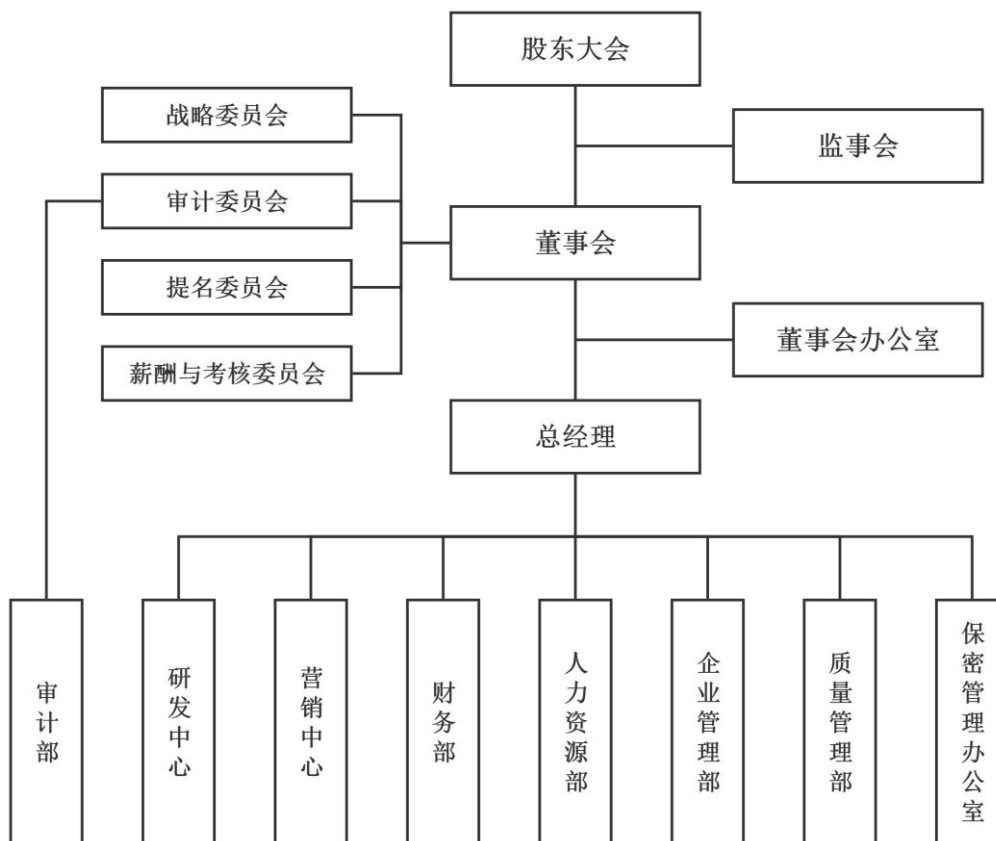 股东大会
战略委员会
监事会
审计委员会
董事会
提名委员会
董事会办公室
薪酬与考核委员会
总经理
审计部
研发中心
营销中心
财务部
人力资源部
企业管理部
质量管理部
保密管理办公室